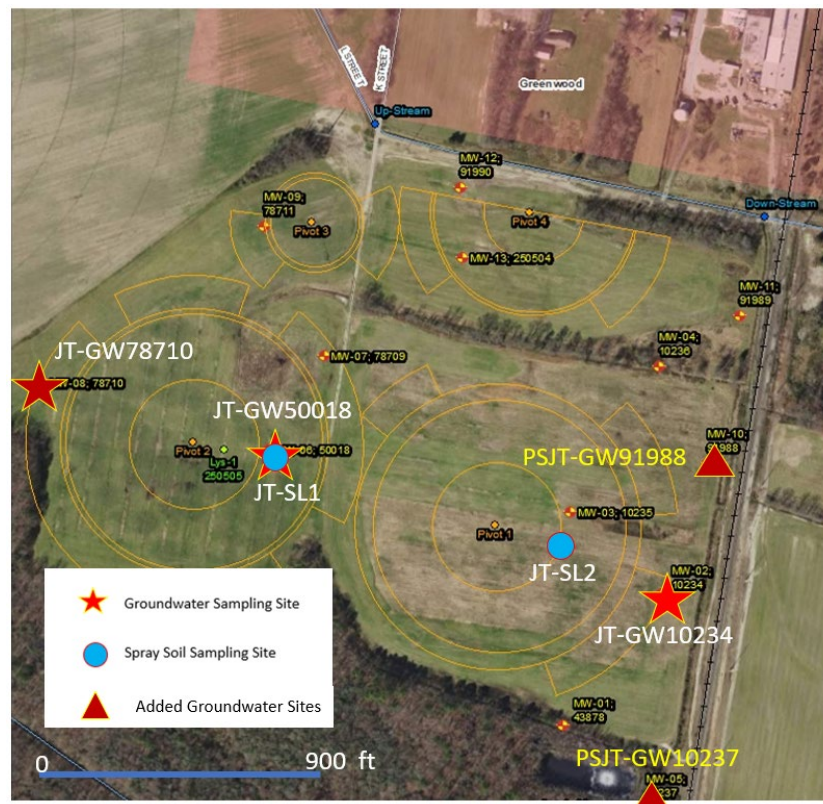 L STREET
K STREET
Greenwood
Up-Stream
MW-12;
91990
Down-Stream
MW-09;
78711
Pivot 3
Pivot 4
MW-13; 250504
MW-11;
91989
JT-GW78710
MW-07; 78709
MW-04;
10236
W-08; 78710
JT-GW50018
MW-10;
91988
Pivot 2
W-06; 50018
PSJT-GW91988
Lys-1
250505
JT-SL1
MW-03; 10235
Pivot 1
JT-SL2
MW-02;
10234
JT-GW10234
Groundwater Sampling Site
Spray Soil Sampling Site
Added Groundwater Sites
MW-01;
43878
0 900 ft
PSJT-GW10237
MW-05;
237